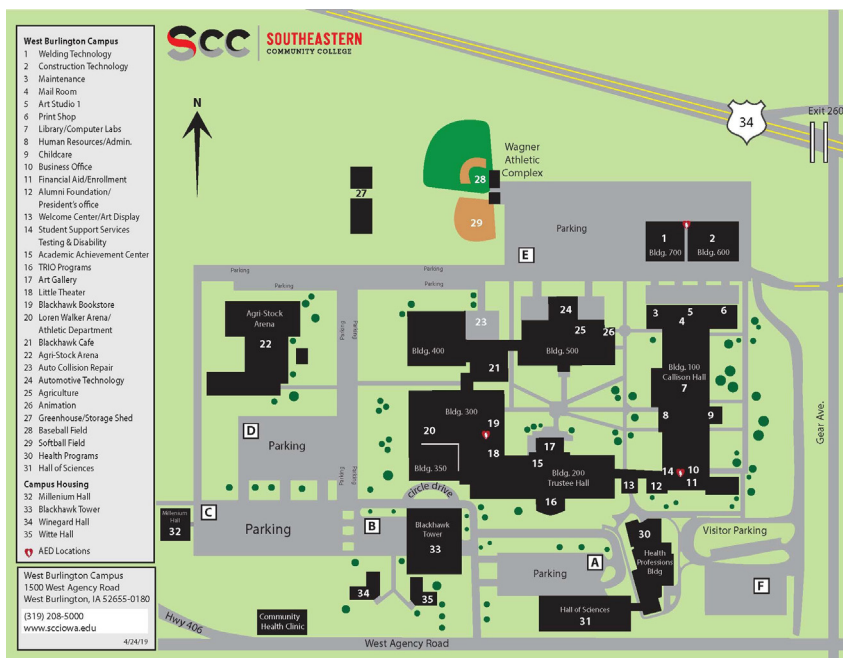 West Burlington Campus
1 Welding Technology
2 Construction Technology
3 Maintenance
4 Mail Room
5 Art Studio 1
6 Print Shop
7 Library/Computer Labs
8 Human Resources/Admin.
9 Childcare
10 Business Office
11 Financial Aid/Enrollment
12 Alumni Foundation/
President's office
13 Welcome Center/Art Display
14 Student Support Services
Testing & Disability
15 Academic Achievement Center
16 TRIO Programs
17 Art Gallery
18 Little Theater
19 Blackhawk Bookstore
20 Loren Walker Arena/
Athletic Department
21 Blackhawk Cafe
22 Agri-Stock Arena
23 Auto Collision Repair
24 Automotive Technology
25 Agriculture
26 Animation
27 Greenhouse/Storage Shed
28 Baseball Field
29 Softball Field
30 Health Programs
31 Hall of Sciences
Campus Housing
32 Millenium Hall
33 Blackhawk Tower
34 Winegard Hall
35 Witte Hall
AED Locations
West Burlington Campus
1500 West Agency Road
West Burlington, IA 52655-0180
(319) 208-5000
www.scciowa.edu
4/24/19
SCC SOUTHEASTERN
COMMUNITY COLLEGE
N
34
Exit 260
Wagner
Athletic
Complex
28
27
29
Parking
E
1
Bldg. 700
2
Bldg. 600
Parking
Parking
Parking
Parking
Agri-Stock
Arena
22
Parking
Parking
23
Bldg. 400
24
25
26
Bldg. 500
3
4
5
6
21
Bldg. 100
Callison Hall
7
8
9
Gear Ave.
Bldg. 300
20
19
18
Bldg. 350
D
Parking
17
15
Bldg. 200
Trustee Hall
16
14
10
11
12
13
Parking
Parking
circle drive
C
Millenium
Hall
32
Parking
B
Blackhawk
Tower
33
A
Parking
30
Health
Professions
Bldg
Visitor Parking
F
34
35
Hall of Sciences
31
Community
Health Clinic
Hwy 406
West Agency Road